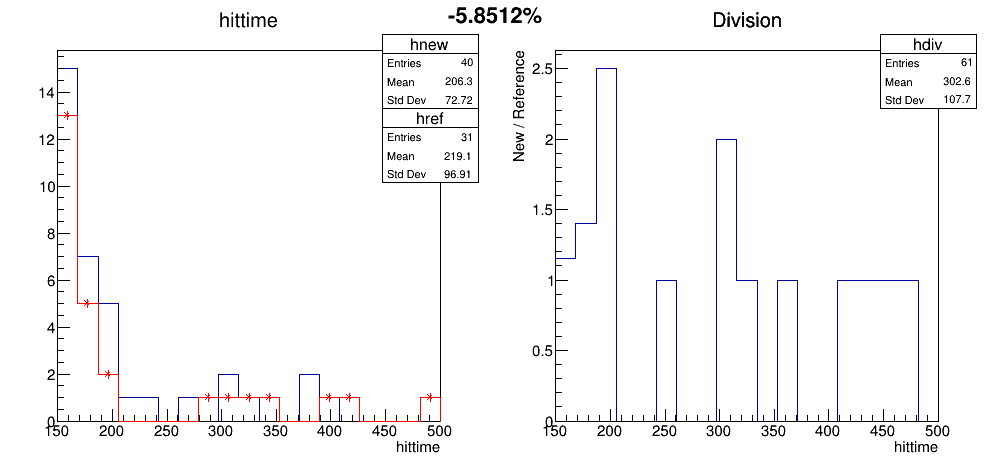 -5.8512%
hittime
hnew
Entries 40
Mean 206.3
Std Dev 72.72
href
Entries 31
Mean 219.1
Std Dev 96.91
14
12
10
8
6
4
2
0
150 200 250 300 350 400 450 500
hittime
Division
hdiv
Entries 61
Mean 302.6
Std Dev 107.7
New / Reference
2.5
2
1.5
1
0.5
0
150 200 250 300 350 400 450 500
hittime